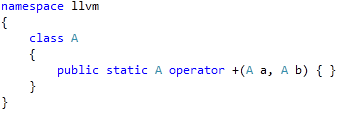 namespace llvm
{
    class A
    {
        public static A operator +(A a, A b) { }
    }
}